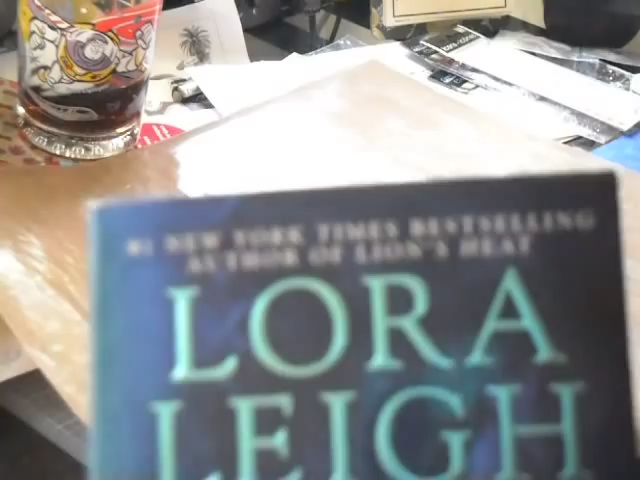 #1 NEW YORK TIMES BESTSELLING
AUTHOR OF LION'S HEAT
LORA
LEIGH